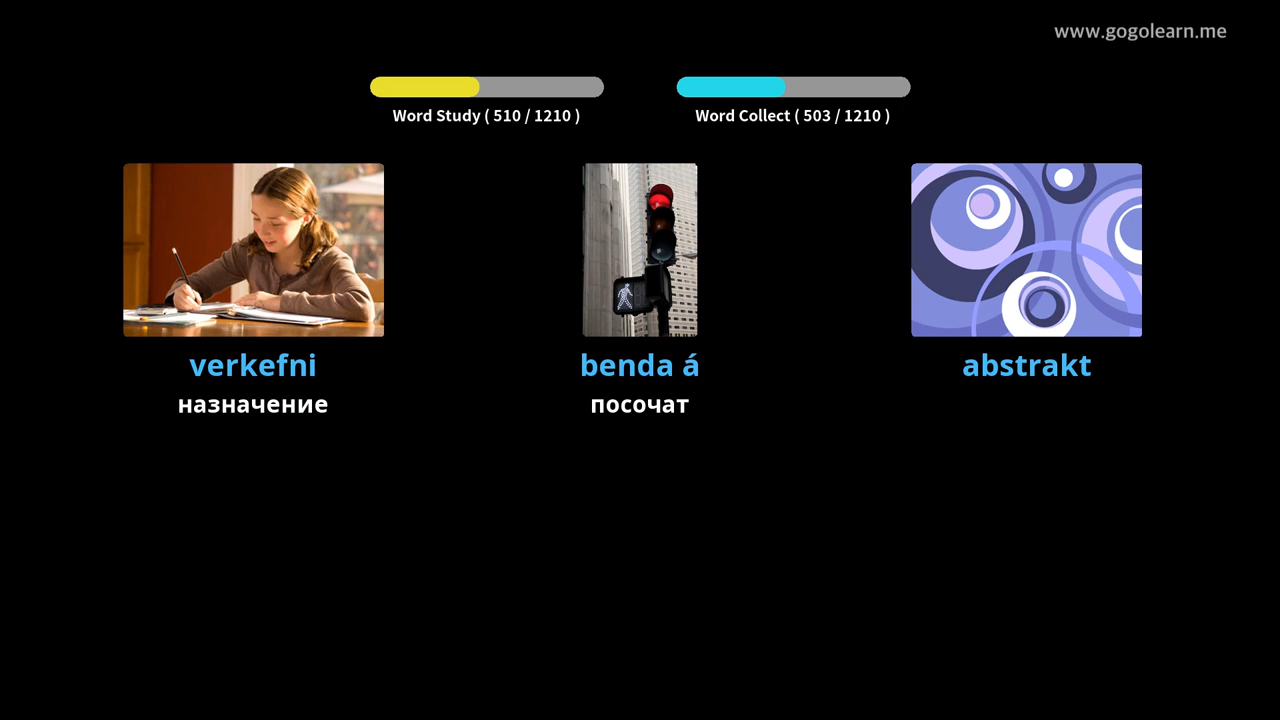 www.gogolearn.me
Word Study ( 510 / 1210 )
Word Collect ( 503 / 1210 )
verkefni
benda á
abstrakt
назначение
посочат